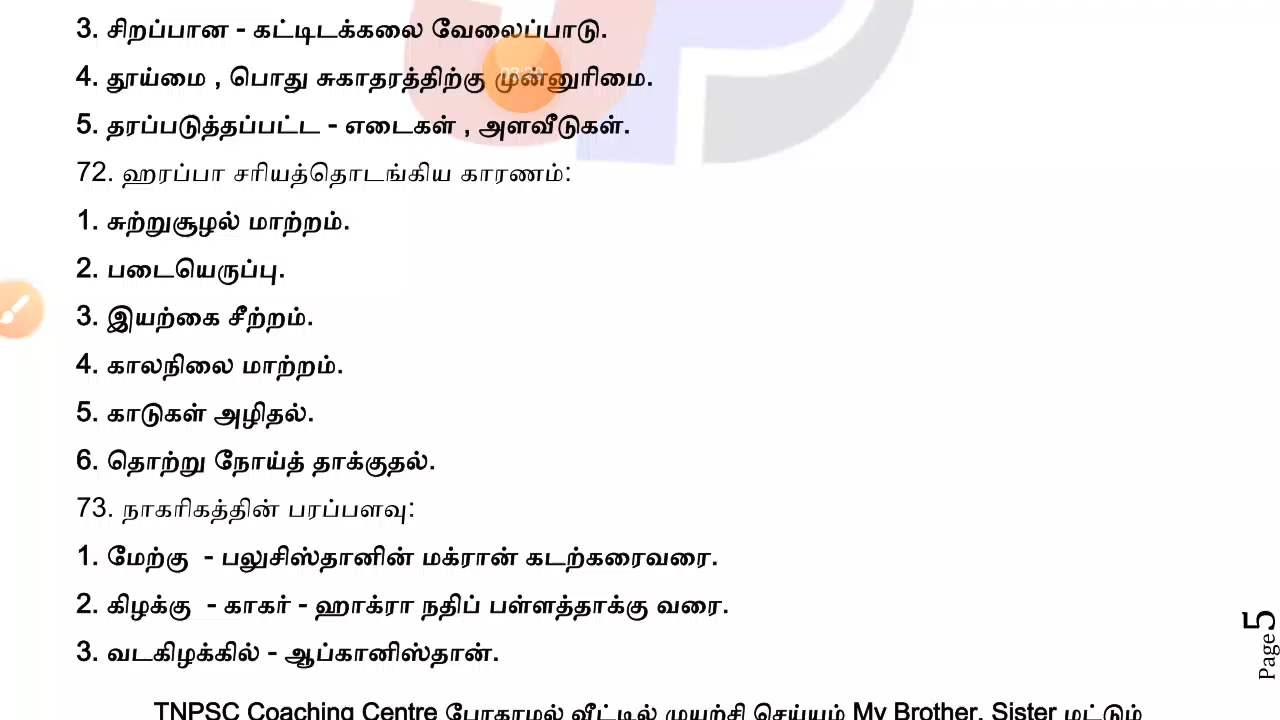 3. சிறப்பான - கட்டிடக்கலை வேலைப்பாடு.
4. தூய்மை , பொது சுகாதரத்திற்கு முன்னுரிமை.
5. தரப்படுத்தப்பட்ட - எடைகள் , அளவீடுகள்.
72. ஹரப்பா சரியத்தொடங்கிய காரணம்:
1. சுற்றுசூழல் மாற்றம்.
2. படையெருப்பு.
3. இயற்கை சீற்றம்.
4. காலநிலை மாற்றம்.
5. காடுகள் அழிதல்.
6. தொற்று நோய்த் தாக்குதல்.
73. நாகரிகத்தின் பரப்பளவு:
1. மேற்கு - பலுசிஸ்தானின் மக்ரான் கடற்கரைவரை.
2. கிழக்கு - காகர் - ஹாக்ரா நதிப் பள்ளத்தாக்கு வரை.
3. வடகிழக்கில் - ஆப்கானிஸ்தான்.
Page 5
TNPSC Coaching Centre போகாமல் வீட்டில் முயற்சி செய்யும் My Brother, Sister மட்டும்